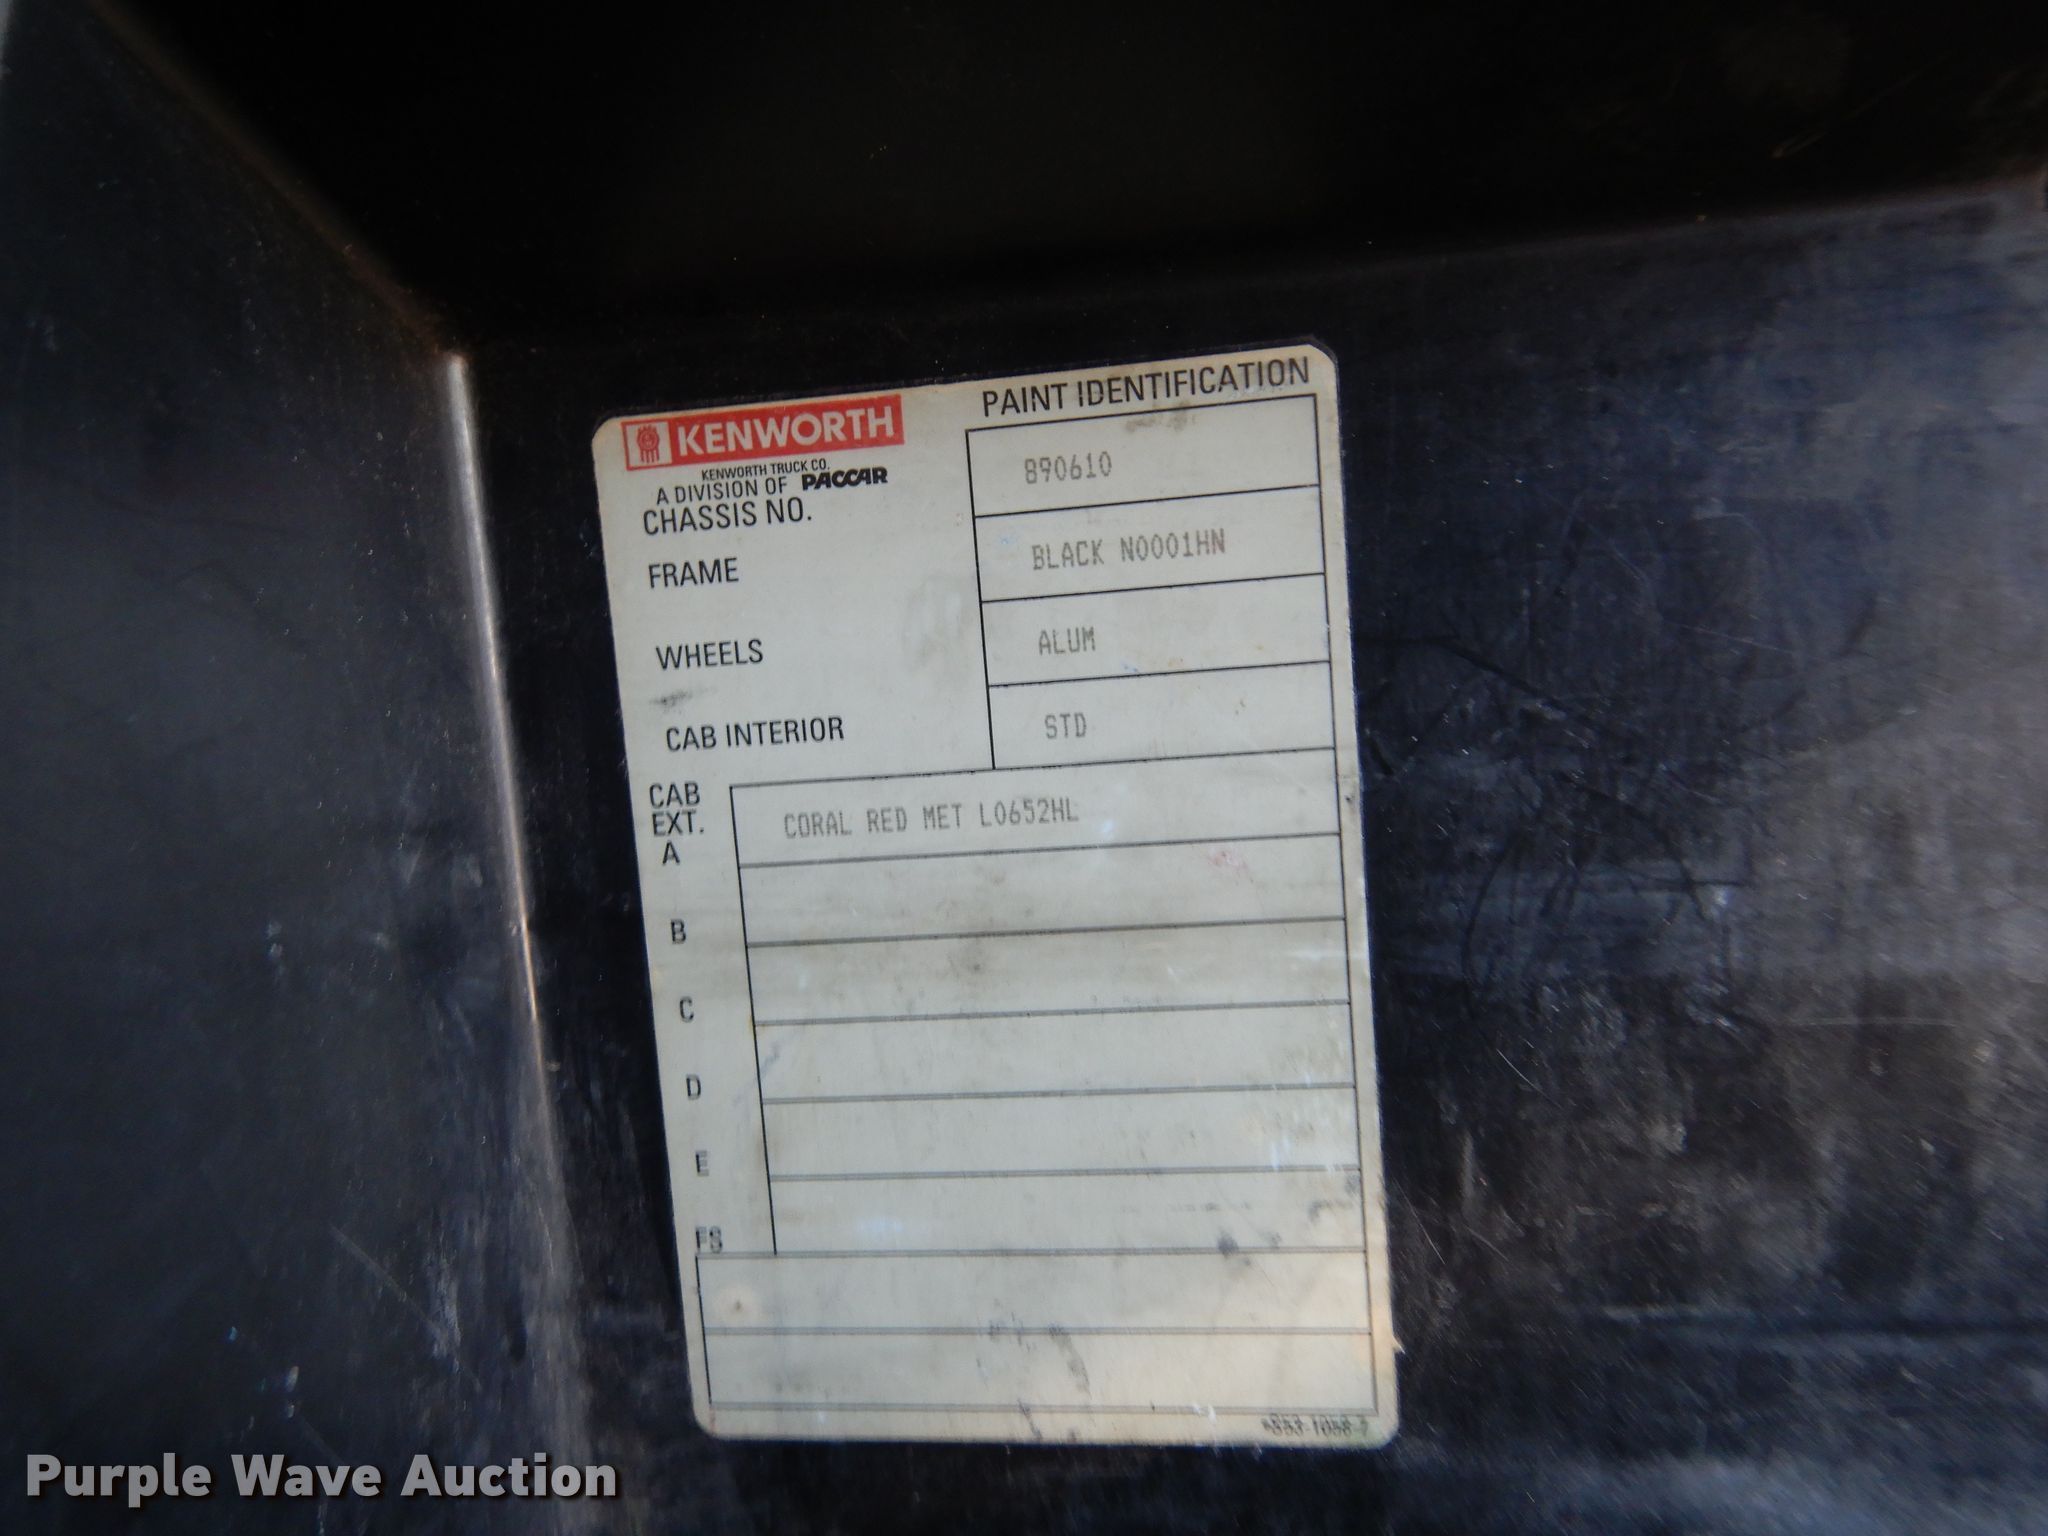 PAINT IDENTIFICATION
KENWORTH
KENWORTH TRUCK CO.
A DIVISION OF PACCAR
CHASSIS NO. 890610
FRAME BLACK N0001HN
WHEELS ALUM
CAB INTERIOR STD
CAB
EXT.
A CORAL RED MET L0652HL
B
C
D
E
FS
Purple Wave Auction